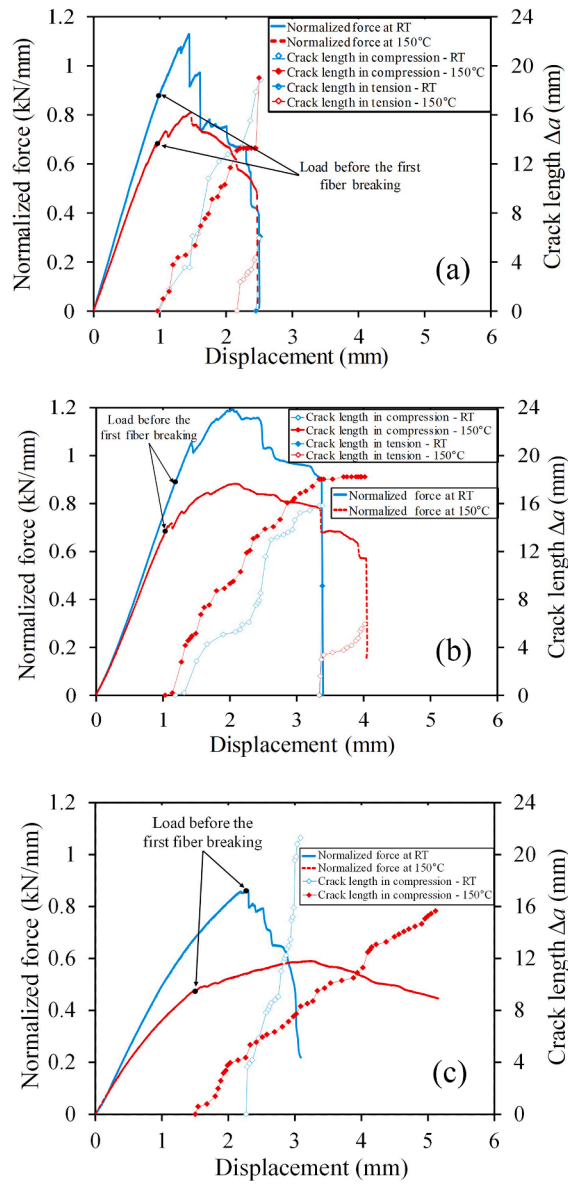 1.2
1
0.8
0.6
0.4
0.2
0
Normalized force (kN/mm)
24
20
16
12
8
4
0
Crack length Δa (mm)
Normalized force at RT
Normalized force at 150°C
Crack length in compression - RT
Crack length in compression - 150°C
Crack length in tension - RT
Crack length in tension - 150°C
Load before the first
fiber breaking
(a)
0 1 2 3 4 5 6
Displacement (mm)
1.2
1
0.8
0.6
0.4
0.2
0
Normalized force (kN/mm)
24
20
16
12
8
4
0
Crack length Δa (mm)
Load before the
first fiber breaking
Crack length in compression - RT
Crack length in compression - 150°C
Crack length in tension - RT
Crack length in tension - 150°C
Normalized force at RT
Normalized force at 150°C
(b)
0 1 2 3 4 5 6
Displacement (mm)
1.2
1
0.8
0.6
0.4
0.2
0
Normalized force (kN/mm)
24
20
16
12
8
4
0
Crack length Δa (mm)
Load before the
first fiber breaking
Normalized force at RT
Normalized force at 150°C
Crack length in compression - RT
Crack length in compression - 150°C
(c)
0 1 2 3 4 5 6
Displacement (mm)